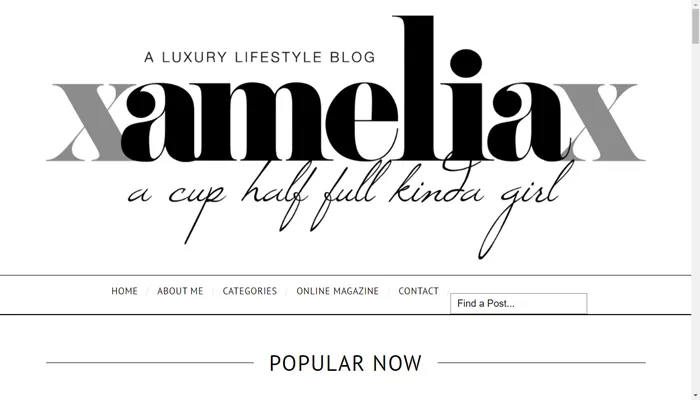 A LUXURY LIFESTYLE BLOG
xameliax
a cup half full kinda girl
HOME / ABOUT ME / CATEGORIES / ONLINE MAGAZINE / CONTACT /
Find a Post...
POPULAR NOW